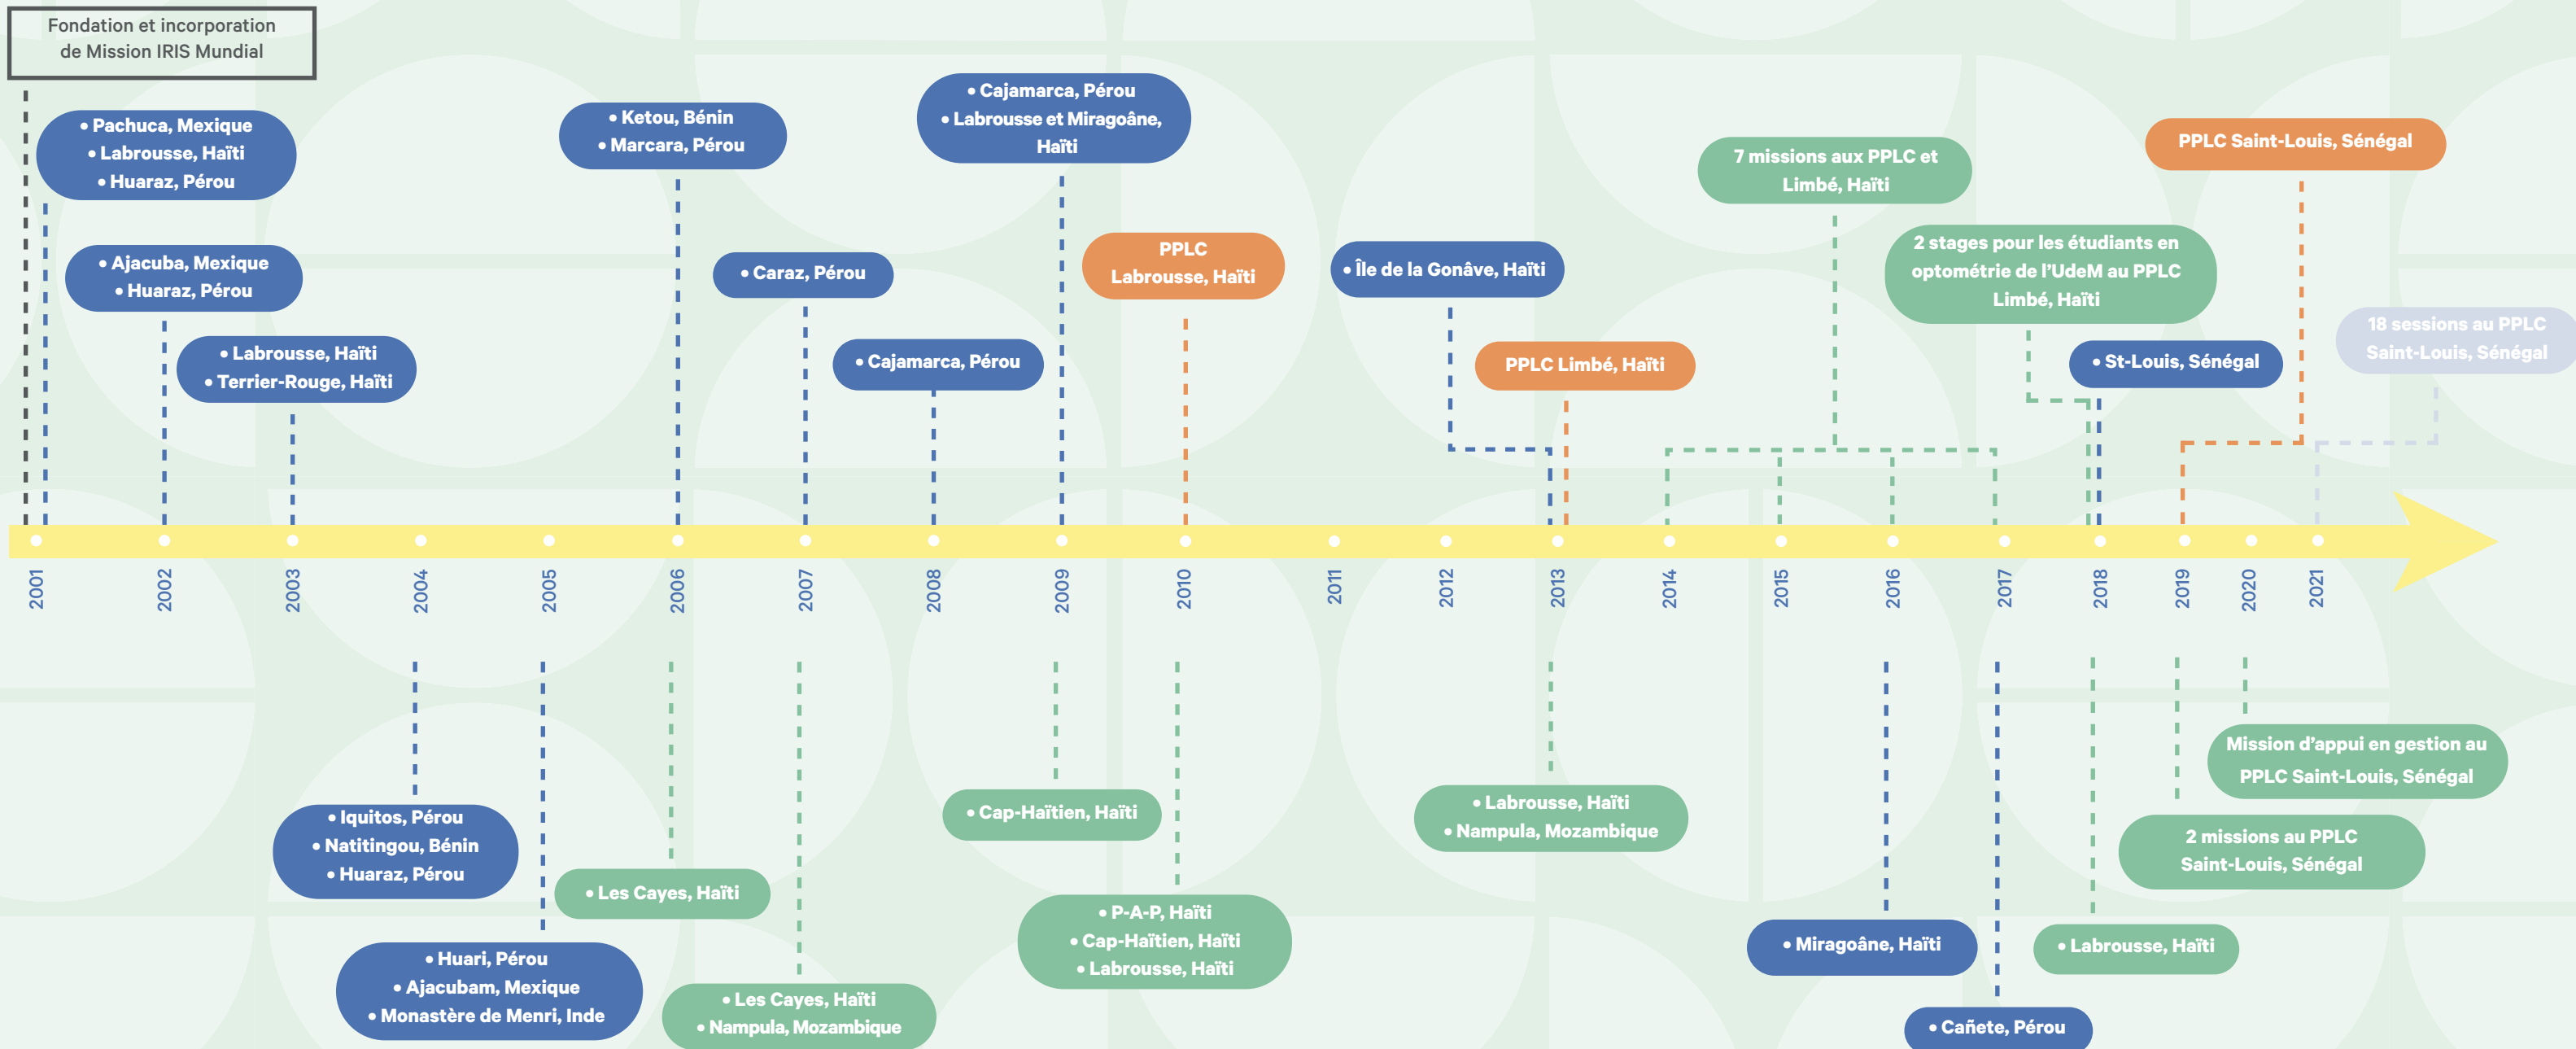 Fondation et incorporation
de Mission IRIS Mundial
• Pachuca, Mexique
• Labrousse, Haïti
• Huaraz, Pérou
• Ajacuba, Mexique
• Huaraz, Pérou
• Labrousse, Haïti
• Terrier-Rouge, Haïti
• Ketou, Bénin
• Marcara, Pérou
• Caraz, Pérou
• Cajamarca, Pérou
• Cajamarca, Pérou
• Labrousse et Miragoâne,
Haïti
PPLC
Labrousse, Haïti
• Île de la Gonâve, Haïti
PPLC Limbé, Haïti
7 missions aux PPLC et
Limbé, Haïti
2 stages pour les étudiants en
optométrie de l'UdeM au PPLC
Limbé, Haïti
• St-Louis, Sénégal
PPLC Saint-Louis, Sénégal
18 sessions au PPLC
Saint-Louis, Sénégal
2001
2002
2003
2004
2005
2006
2007
2008
2009
2010
2011
2012
2013
2014
2015
2016
2017
2018
2019
2020
2021
• Iquitos, Pérou
• Natitingou, Bénin
• Huaraz, Pérou
• Huari, Pérou
• Ajacubam, Mexique
• Monastère de Menri, Inde
• Les Cayes, Haïti
• Les Cayes, Haïti
• Nampula, Mozambique
• Cap-Haïtien, Haïti
• P-A-P, Haïti
• Cap-Haïtien, Haïti
• Labrousse, Haïti
• Labrousse, Haïti
• Nampula, Mozambique
• Miragoâne, Haïti
• Cañete, Pérou
• Labrousse, Haïti
2 missions au PPLC
Saint-Louis, Sénégal
Mission d'appui en gestion au
PPLC Saint-Louis, Sénégal